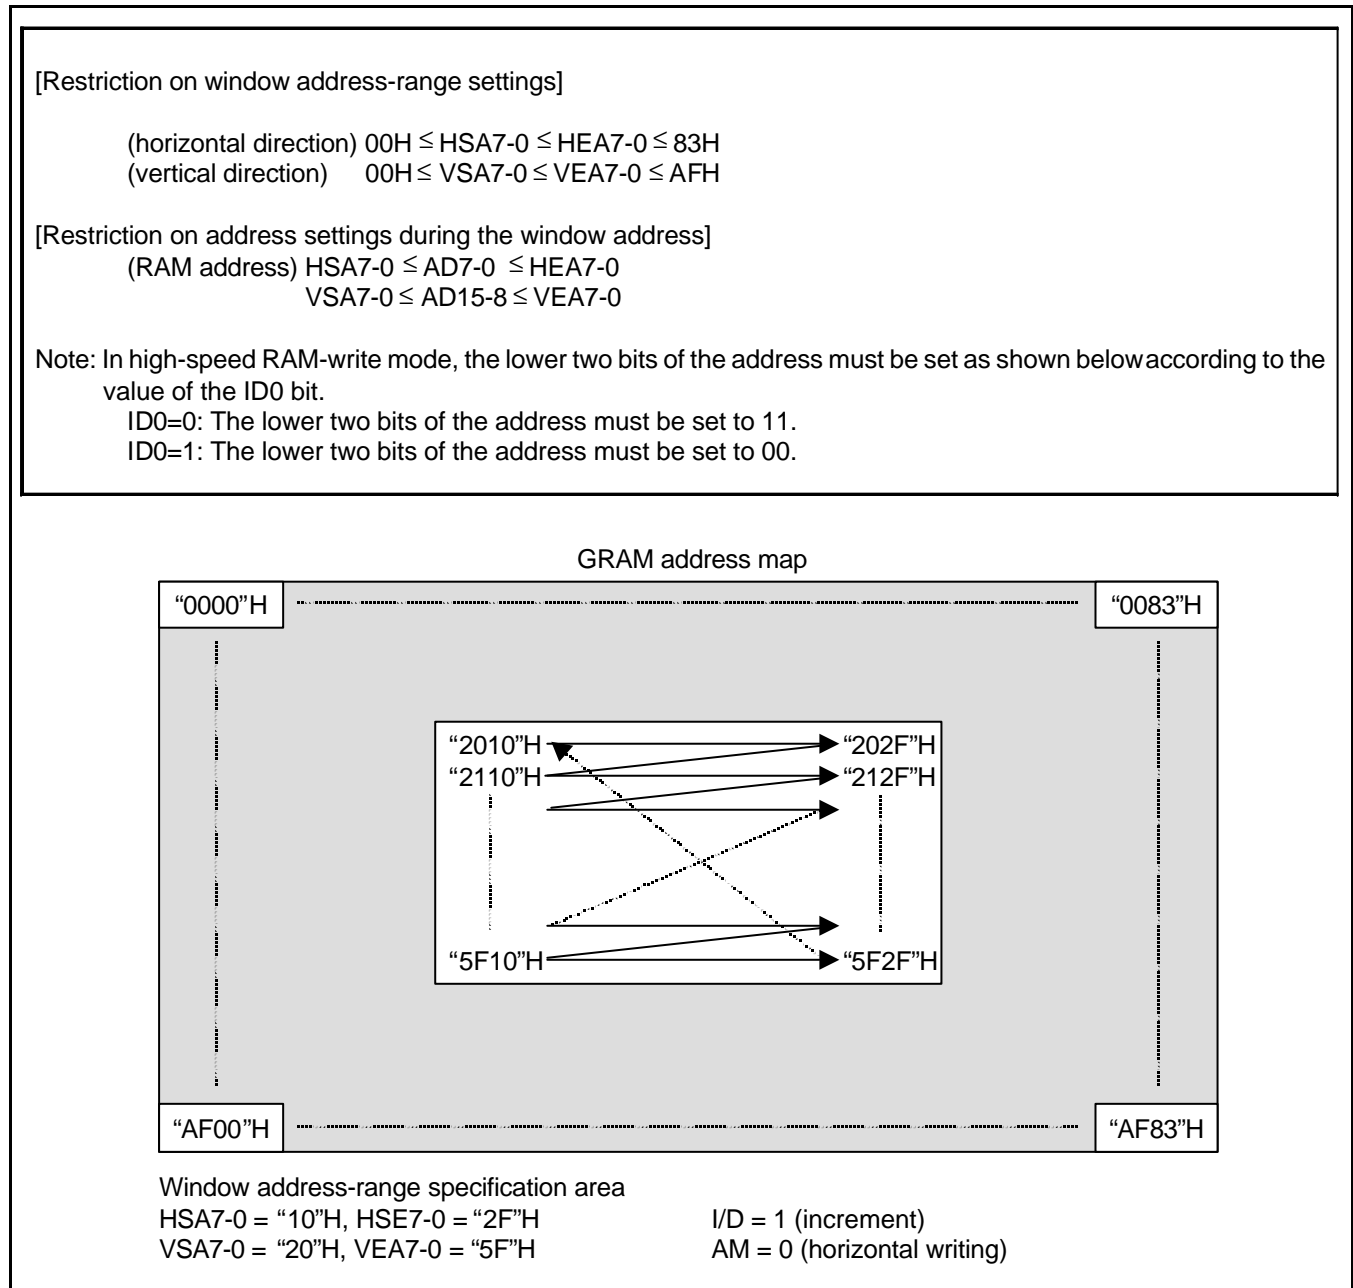 [Restriction on window address-range settings]
(horizontal direction) 00H ≤ HSA7-0 ≤ HEA7-0 ≤ 83H
(vertical direction) 00H ≤ VSA7-0 ≤ VEA7-0 ≤ AFH
[Restriction on address settings during the window address]
(RAM address) HSA7-0 ≤ AD7-0 ≤ HEA7-0
VSA7-0 ≤ AD15-8 ≤ VEA7-0
Note: In high-speed RAM-write mode, the lower two bits of the address must be set as shown belowaccording to the
value of the ID0 bit.
ID0=0: The lower two bits of the address must be set to 11.
ID0=1: The lower two bits of the address must be set to 00.
GRAM address map
“0000”H “0083”H
“2010”H “202F”H
“2110”H “212F”H
“5F10”H “5F2F”H
“AF00”H “AF83”H
Window address-range specification area
HSA7-0 = “10”H, HSE7-0 = “2F”H I/D = 1 (increment)
VSA7-0 = “20”H, VEA7-0 = “5F”H AM = 0 (horizontal writing)